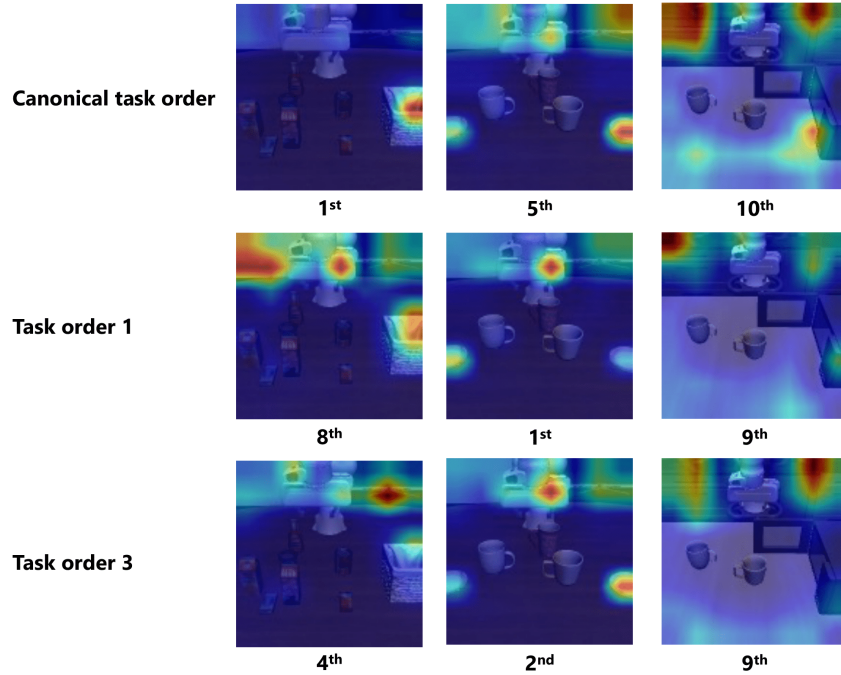 Canonical task order
1st 5th 10th
Task order 1
8th 1st 9th
Task order 3
4th 2nd 9th